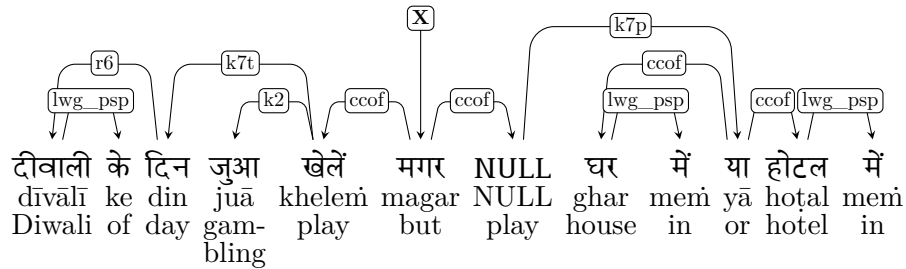 X
k7p
r6 k7t ccof
lwg_psp k2 ccof ccof lwg_psp ccof lwg_psp
दीवाली के दिन जुआ खेलें मगर NULL घर में या होटल में
dīvālī ke din juā kheleṁ magar NULL ghar meṁ yā hoṭal meṁ
Diwali of day gam- play but play house in or hotel in
bling